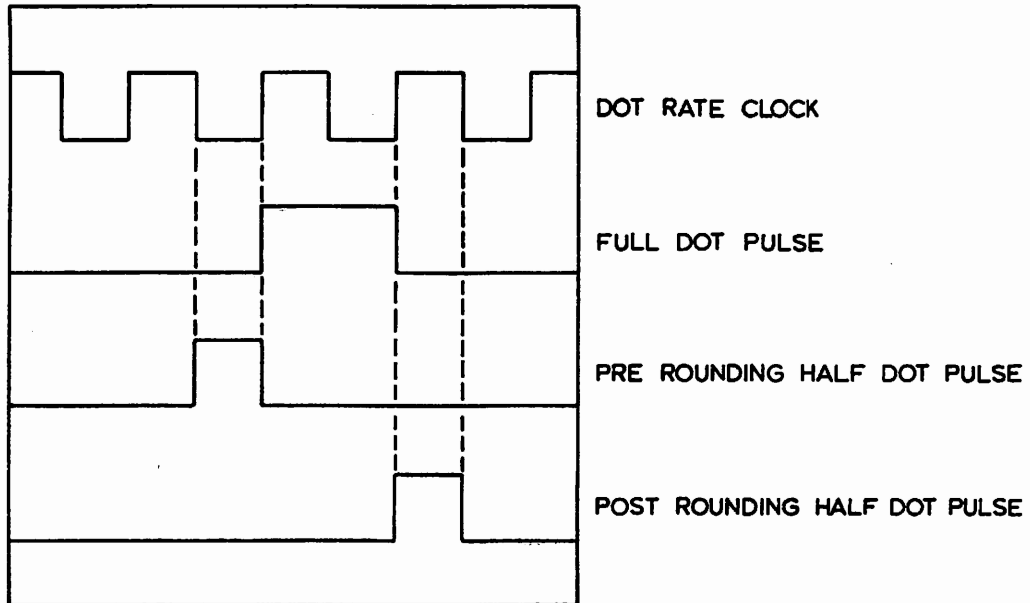 DOT RATE CLOCK
FULL DOT PULSE
PRE ROUNDING HALF DOT PULSE
POST ROUNDING HALF DOT PULSE